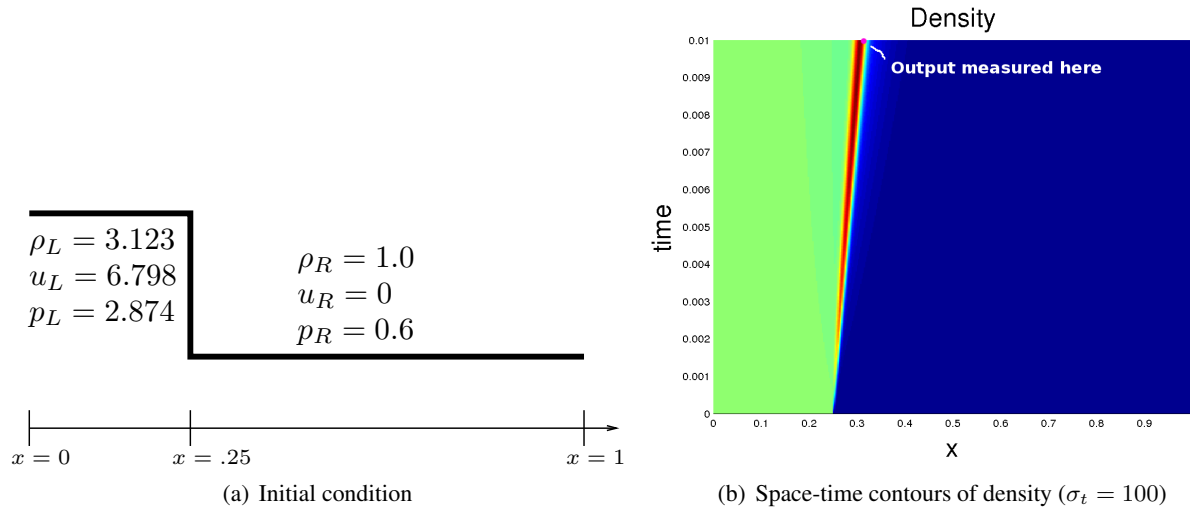 ρ_L = 3.123
u_L = 6.798
p_L = 2.874
ρ_R = 1.0
u_R = 0
p_R = 0.6
x = 0
x = .25
x = 1
(a) Initial condition
Density
0.01
0.009
0.008
0.007
0.006
0.005
0.004
0.003
0.002
0.001
0
time
Output measured here
0
0.1
0.2
0.3
0.4
0.5
0.6
0.7
0.8
0.9
x
(b) Space-time contours of density (σ_t = 100)